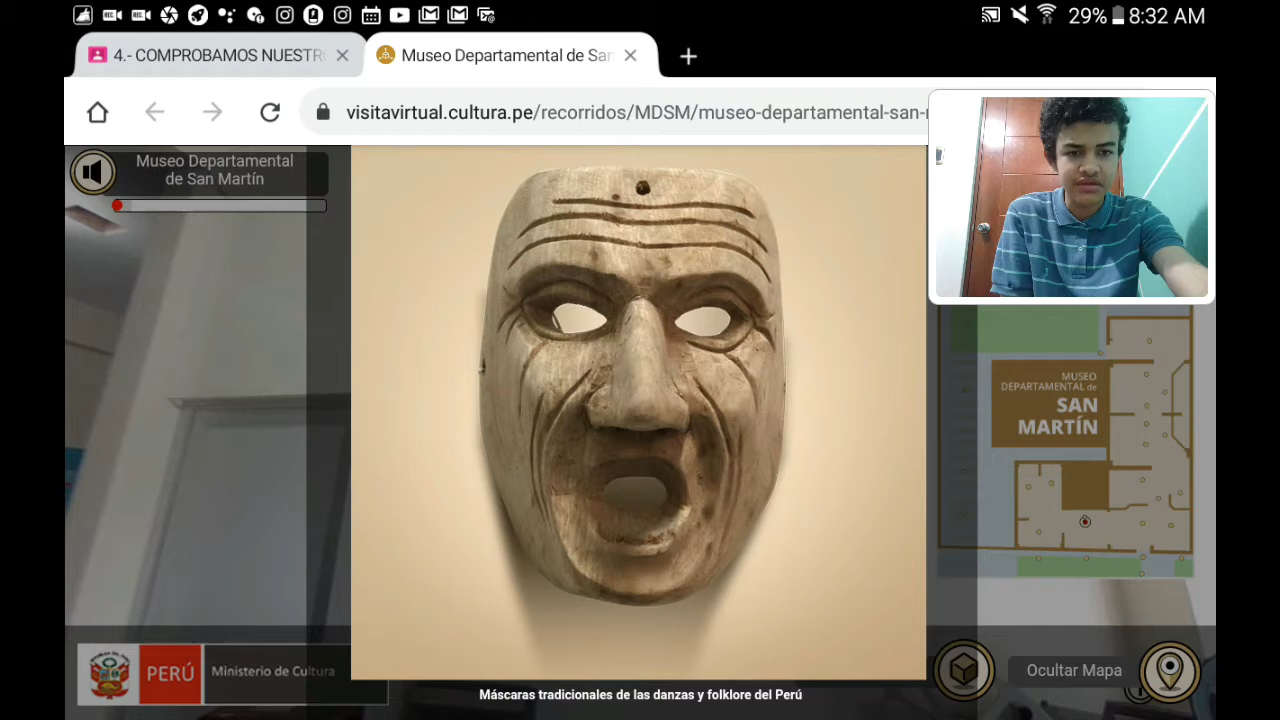 29% 8:32 AM
4.- COMPROBAMOS NUESTR
Museo Departamental de San
visitavirtual.cultura.pe/recorridos/MDSM/museo-departamental-san-
Museo Departamental
de San Martín
MUSEO
DEPARTAMENTAL de
SAN
MARTÍN
PERÚ
Ministerio de Cultura
Ocultar Mapa
Máscaras tradicionales de las danzas y folklore del Perú